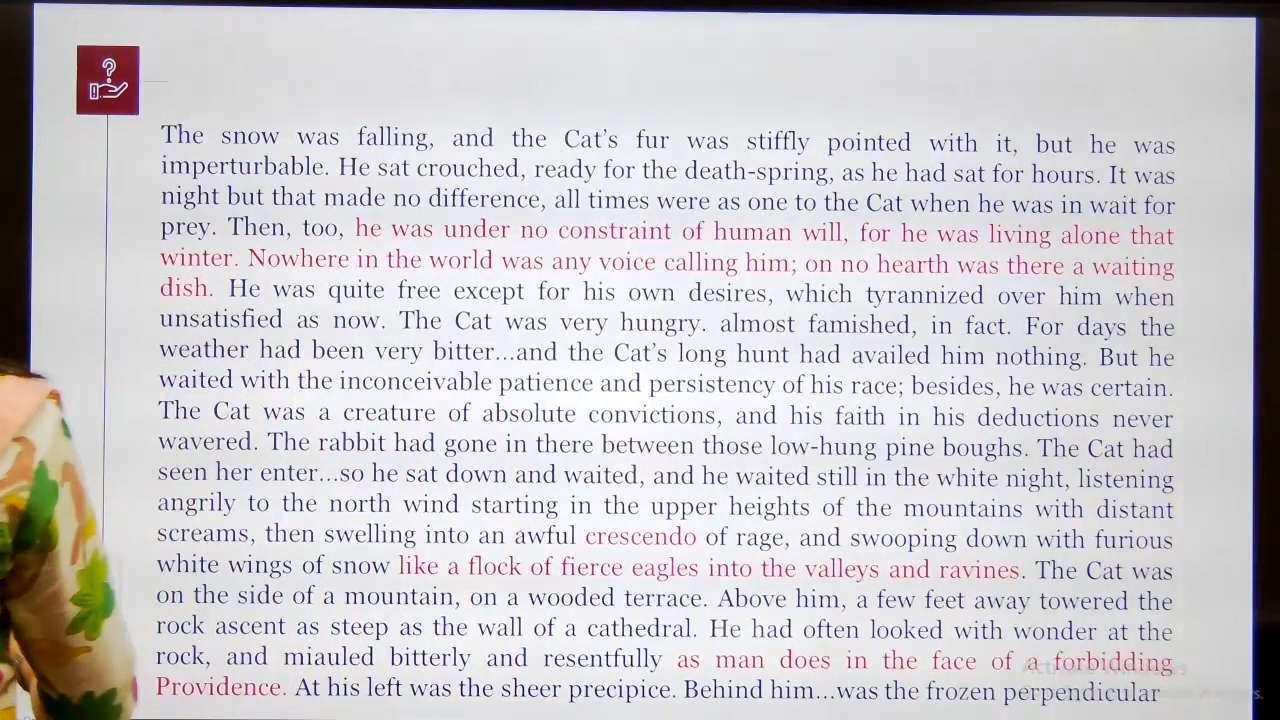 The snow was falling, and the Cat's fur was stiffly pointed with it, but he was
imperturbable. He sat crouched, ready for the death-spring, as he had sat for hours. It was
night but that made no difference, all times were as one to the Cat when he was in wait for
prey. Then, too, he was under no constraint of human will, for he was living alone that
winter. Nowhere in the world was any voice calling him; on no hearth was there a waiting
dish. He was quite free except for his own desires, which tyrannized over him when
unsatisfied as now. The Cat was very hungry. almost famished, in fact. For days the
weather had been very bitter...and the Cat's long hunt had availed him nothing. But he
waited with the inconceivable patience and persistency of his race; besides, he was certain.
The Cat was a creature of absolute convictions, and his faith in his deductions never
wavered. The rabbit had gone in there between those low-hung pine boughs. The Cat had
seen her enter...so he sat down and waited, and he waited still in the white night, listening
angrily to the north wind starting in the upper heights of the mountains with distant
screams, then swelling into an awful crescendo of rage, and swooping down with furious
white wings of snow like a flock of fierce eagles into the valleys and ravines. The Cat was
on the side of a mountain, on a wooded terrace. Above him, a few feet away towered the
rock ascent as steep as the wall of a cathedral. He had often looked with wonder at the
rock, and miauled bitterly and resentfully as man does in the face of a forbidding
Providence. At his left was the sheer precipice. Behind him...was the frozen perpendicular